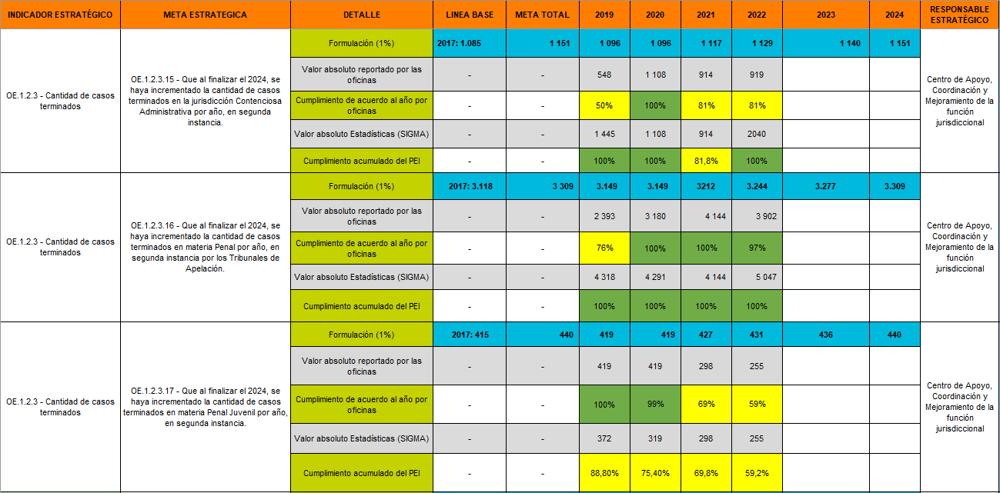 INDICADOR ESTRATÉGICO META ESTRATEGICA DETALLE LINEA BASE META TOTAL 2019 2020 2021 2022 2023 2024 RESPONSABLE
ESTRATÉGICO
OE.1.2.3 - Cantidad de casos
terminados
OE.1.2.3.15 - Que al finalizar el 2024, se
haya incrementado la cantidad de casos
terminados en la jurisdicción Contenciosa
Administrativa por año, en segunda
instancia.
Formulación (1%) 2017: 1.085 1 151 1 096 1 096 1 117 1 129 1 140 1 151
Valor absoluto reportado por las
oficinas - - 548 1 108 914 919
Cumplimiento de acuerdo al año por
oficinas - - 50% 100% 81% 81%
Valor absoluto Estadísticas (SIGMA) - - 1 445 1 108 914 2040
Cumplimiento acumulado del PEI - - 100% 100% 81,8% 100%
Centro de Apoyo,
Coordinación y
Mejoramiento de la
función
jurisdiccional
OE.1.2.3 - Cantidad de casos
terminados
OE.1.2.3.16 - Que al finalizar el 2024, se
haya incrementado la cantidad de casos
terminados en materia Penal por año, en
segunda instancia por los Tribunales de
Apelación.
Formulación (1%) 2017: 3.118 3 309 3.149 3.149 3212 3.244 3.277 3.309
Valor absoluto reportado por las
oficinas - - 2 393 3 180 4 144 3 902
Cumplimiento de acuerdo al año por
oficinas - - 76% 100% 100% 97%
Valor absoluto Estadísticas (SIGMA) - - 4 318 4 291 4 144 5 047
Cumplimiento acumulado del PEI - - 100% 100% 100% 100%
Centro de Apoyo,
Coordinación y
Mejoramiento de la
función
jurisdiccional
OE.1.2.3 - Cantidad de casos
terminados
OE.1.2.3.17 - Que al finalizar el 2024, se
haya incrementado la cantidad de casos
terminados en materia Penal Juvenil por año,
en segunda instancia.
Formulación (1%) 2017: 415 440 419 419 427 431 436 440
Valor absoluto reportado por las
oficinas - - 419 419 298 255
Cumplimiento de acuerdo al año por
oficinas - - 100% 99% 69% 59%
Valor absoluto Estadísticas (SIGMA) - - 372 319 298 255
Cumplimiento acumulado del PEI - - 88,80% 75,40% 69,8% 59,2%
Centro de Apoyo,
Coordinación y
Mejoramiento de la
función
jurisdiccional